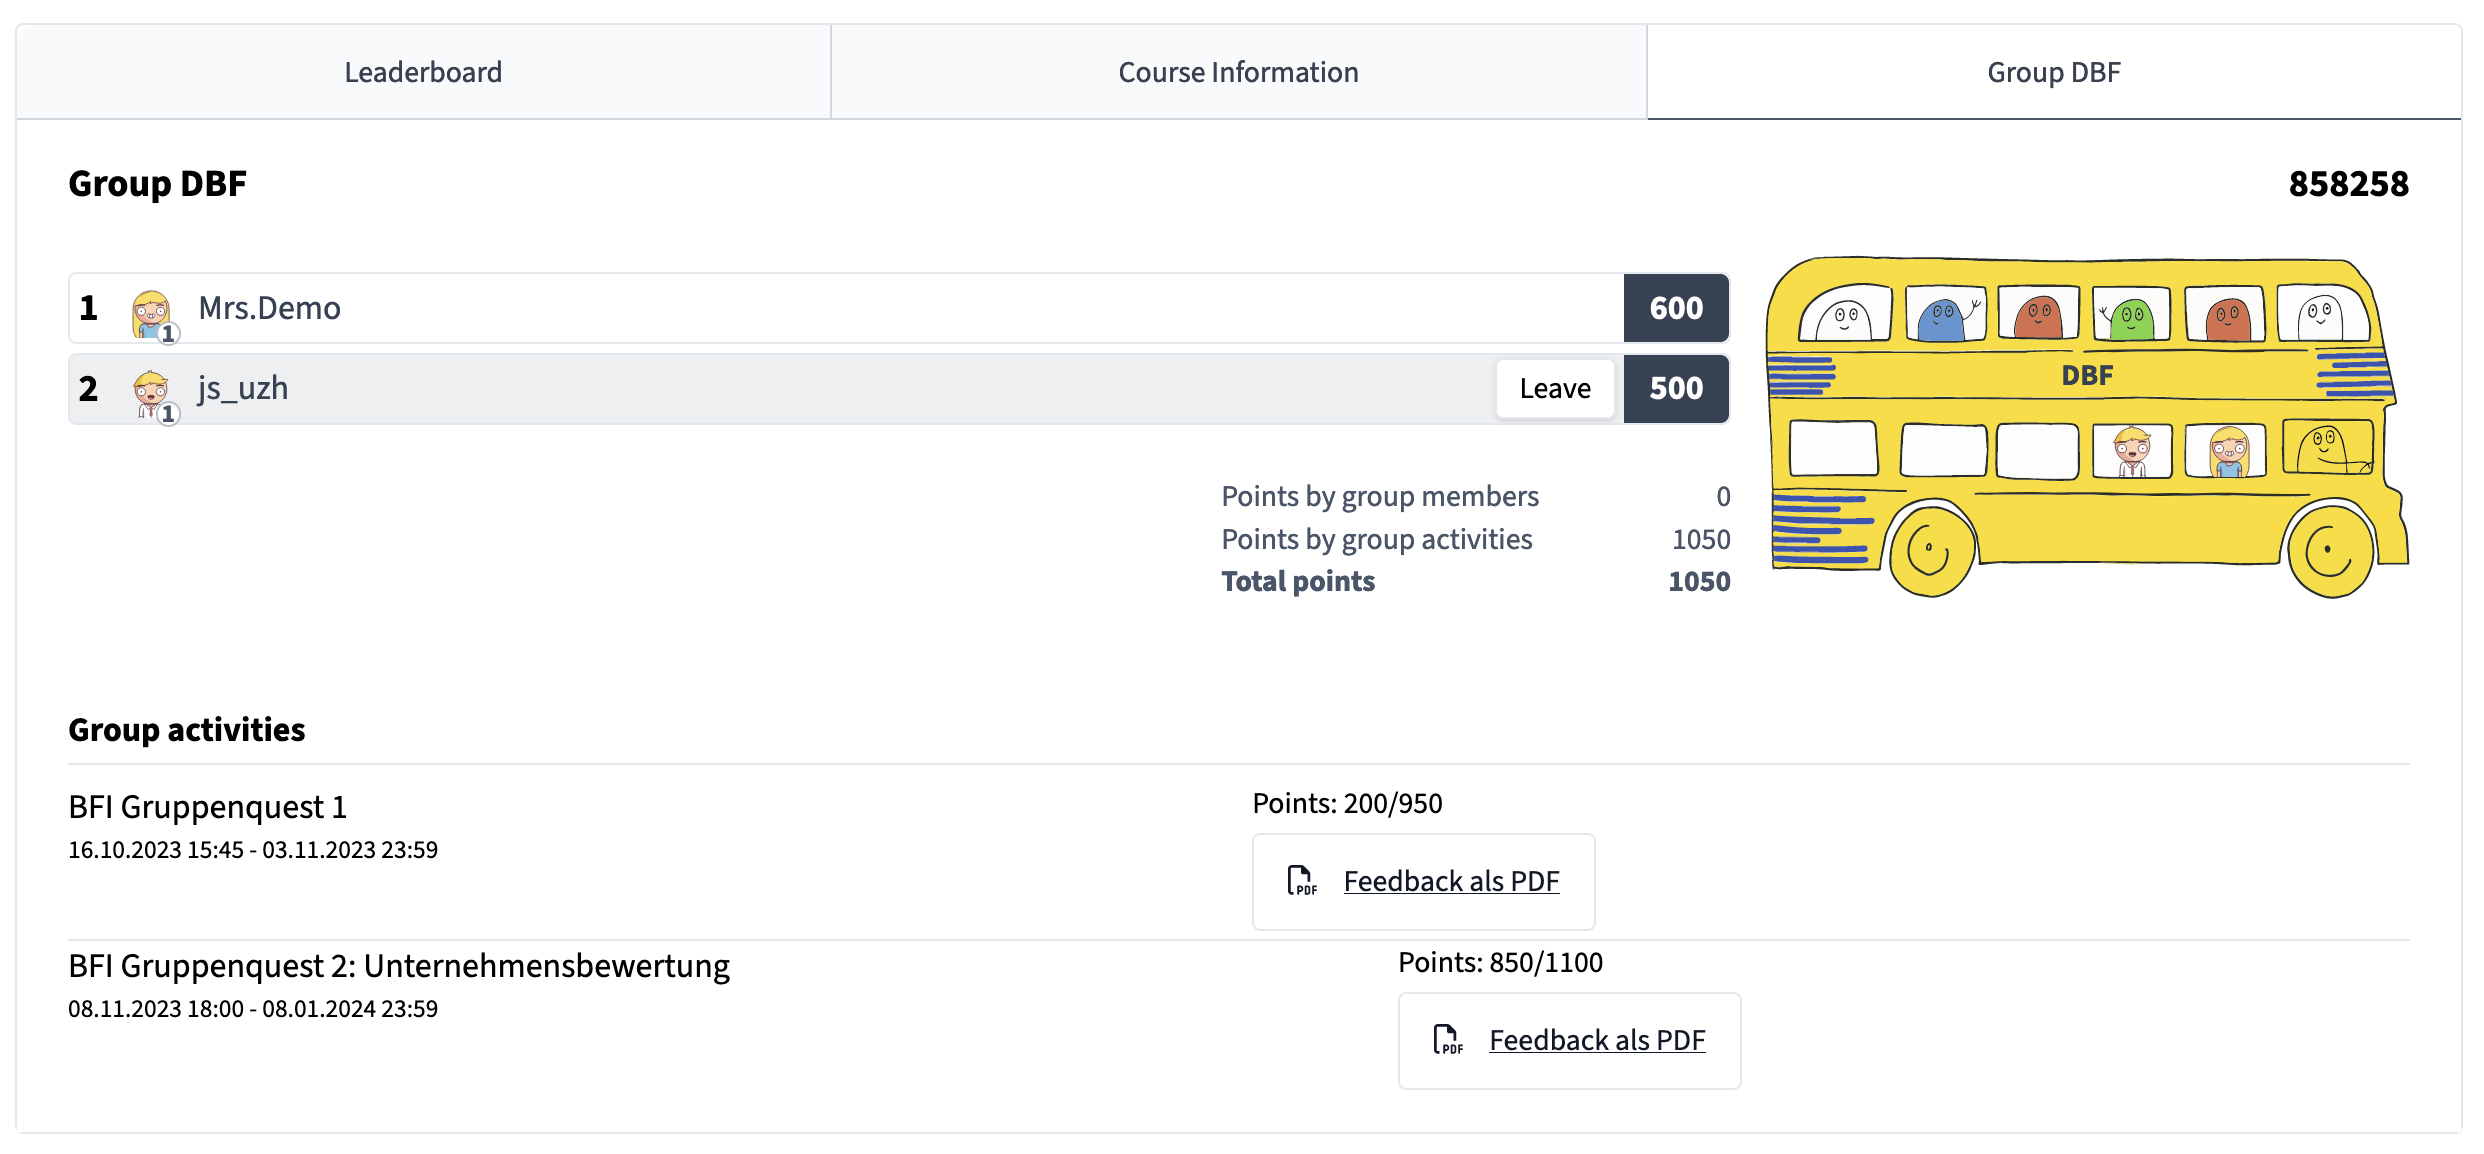 Leaderboard
Course Information
Group DBF
Group DBF
858258
1 1 Mrs.Demo 600
2 1 js_uzh Leave 500
DBF
Points by group members 0
Points by group activities 1050
Total points 1050
Group activities
BFI Gruppenquest 1
16.10.2023 15:45 - 03.11.2023 23:59
Points: 200/950
PDF Feedback als PDF
BFI Gruppenquest 2: Unternehmensbewertung
08.11.2023 18:00 - 08.01.2024 23:59
Points: 850/1100
PDF Feedback als PDF